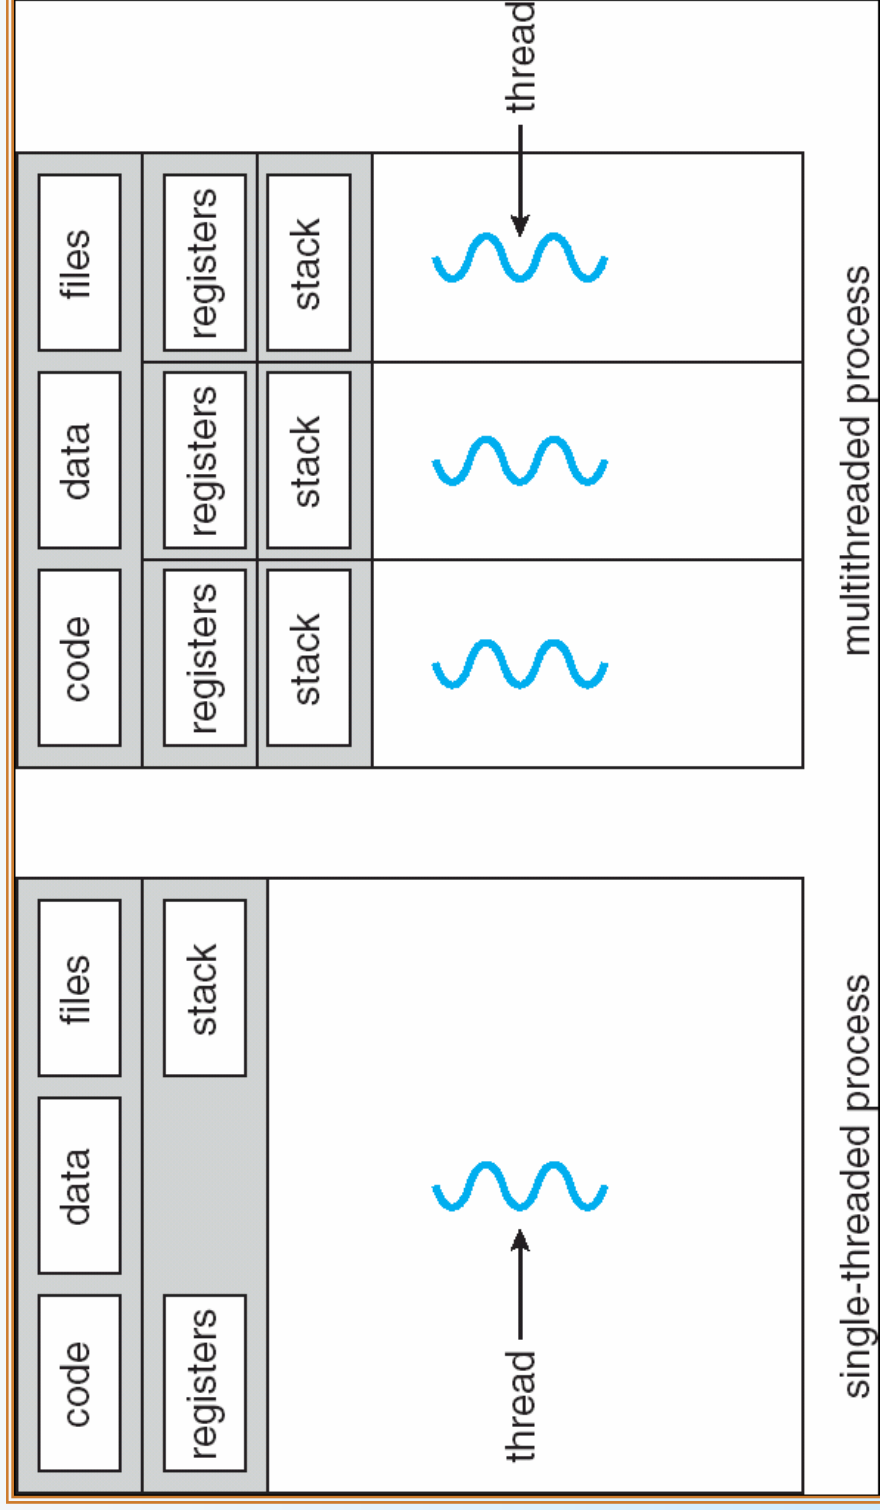 code data files
registers stack
thread
single-threaded process
code data files
registers registers registers
stack stack stack
thread
multithreaded process